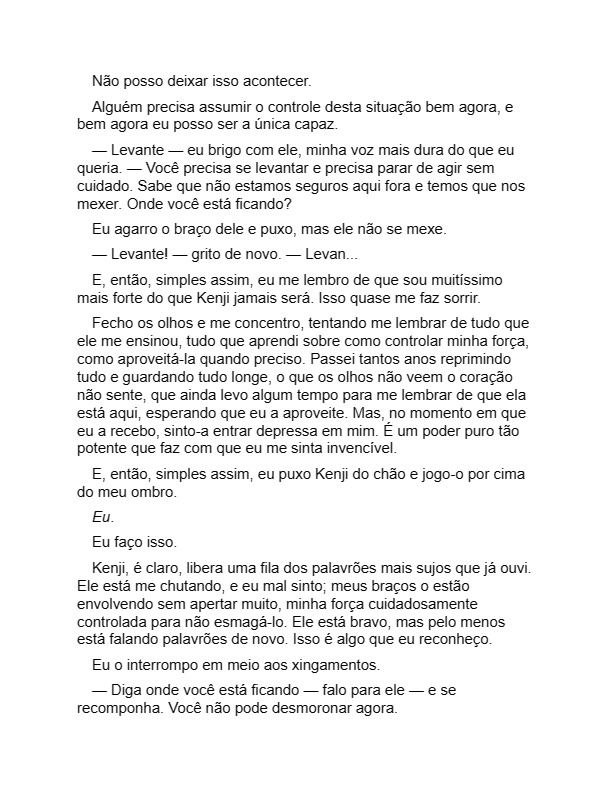 Não posso deixar isso acontecer.
Alguém precisa assumir o controle desta situação bem agora, e
bem agora eu posso ser a única capaz.
— Levante — eu brigo com ele, minha voz mais dura do que eu
queria. — Você precisa se levantar e precisa parar de agir sem
cuidado. Sabe que não estamos seguros aqui fora e temos que nos
mexer. Onde você está ficando?
Eu agarro o braço dele e puxo, mas ele não se mexe.
— Levante! — grito de novo. — Levan...
E, então, simples assim, eu me lembro de que sou muitíssimo
mais forte do que Kenji jamais será. Isso quase me faz sorrir.
Fecho os olhos e me concentro, tentando me lembrar de tudo que
ele me ensinou, tudo que aprendi sobre como controlar minha força,
como aproveitá-la quando preciso. Passei tantos anos reprimindo
tudo e guardando tudo longe, o que os olhos não veem o coração
não sente, que ainda levo algum tempo para me lembrar de que ela
está aqui, esperando que eu a aproveite. Mas, no momento em que
eu a recebo, sinto-a entrar depressa em mim. É um poder puro tão
potente que faz com que eu me sinta invencível.
E, então, simples assim, eu puxo Kenji do chão e jogo-o por cima
do meu ombro.
Eu.
Eu faço isso.
Kenji, é claro, libera uma fila dos palavrões mais sujos que já ouvi.
Ele está me chutando, e eu mal sinto; meus braços o estão
envolvendo sem apertar muito, minha força cuidadosamente
controlada para não esmagá-lo. Ele está bravo, mas pelo menos
está falando palavrões de novo. Isso é algo que eu reconheço.
Eu o interrompo em meio aos xingamentos.
— Diga onde você está ficando — falo para ele — e se
recomponha. Você não pode desmoronar agora.